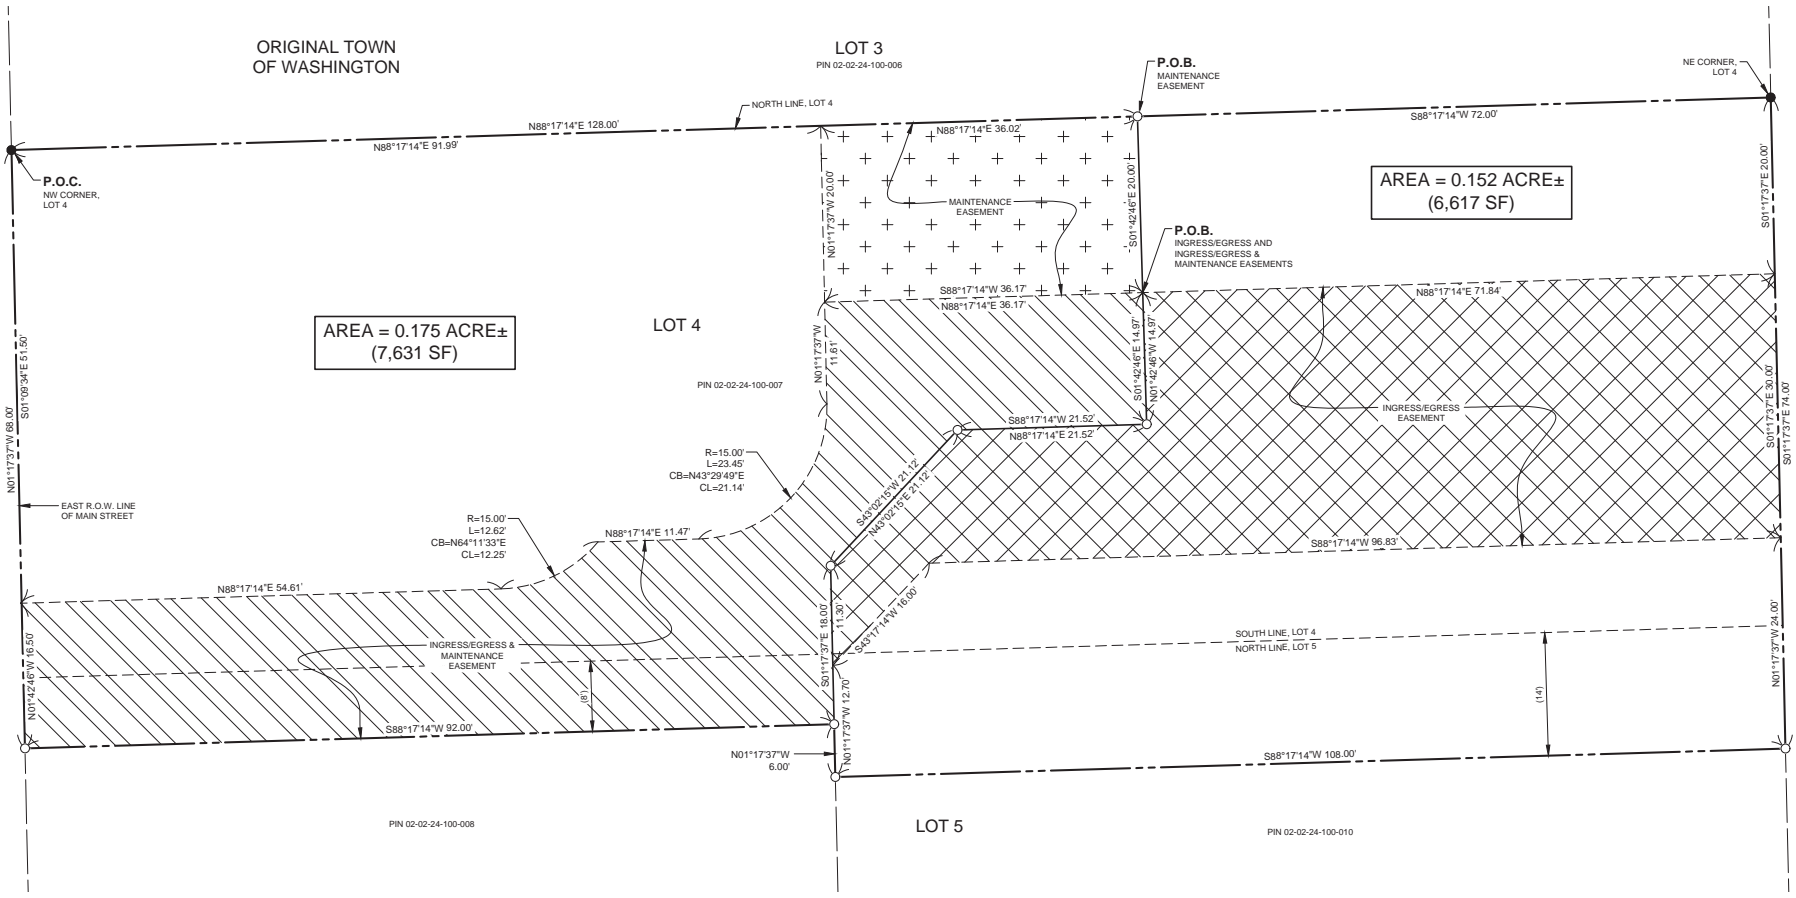 ORIGINAL TOWN
OF WASHINGTON
LOT 3
PIN 02-02-24-100-006
P.O.B.
MAINTENANCE
EASEMENT
NE CORNER,
LOT 4
NORTH LINE, LOT 4
N88°17'14"E 128.00'
N88°17'14"E 91.99'
N88°17'14"E 36.02'
S88°17'14"W 72.00'
P.O.C.
NW CORNER,
LOT 4
N01°17'37"W 20.00'
MAINTENANCE
EASEMENT
S01°42'46"E 20.00'
AREA = 0.152 ACRE±
(6,617 SF)
S01°17'37"E 20.00'
P.O.B.
INGRESS/EGRESS AND
INGRESS/EGRESS &
MAINTENANCE EASEMENTS
S88°17'14"W 36.17'
N88°17'14"E 36.17'
N88°17'14"E 71.84'
AREA = 0.175 ACRE±
(7,631 SF)
LOT 4
PIN 02-02-24-100-007
N01°17'37"W
11.61'
S01°42'46"E 14.97'
N01°42'46"W 14.97'
S01°09'34"E 51.50'
N01°17'37"W 68.00'
INGRESS/EGRESS
EASEMENT
S01°17'37"E 30.00'
S01°17'37"E 74.00'
S88°17'14"W 21.52'
N88°17'14"E 21.52'
R=15.00'
L=23.45'
CB=N43°29'49"E
CL=21.14'
S43°02'15"W 21.12'
N43°02'15"E 21.12'
EAST R.O.W. LINE
OF MAIN STREET
R=15.00'
L=12.62'
CB=N64°11'33"E
CL=12.25'
N88°17'14"E 11.47'
S88°17'14"W 96.83'
N88°17'14"E 54.61'
S01°17'37"E 18.00'
11.30'
S43°17'14"W 16.00'
INGRESS/EGRESS &
MAINTENANCE
EASEMENT
SOUTH LINE, LOT 4
NORTH LINE, LOT 5
N01°42'46"W 16.50'
(8')
(14')
N01°17'37"W 24.00'
N01°17'37"W 12.70'
S88°17'14"W 92.00'
N01°17'37"W
6.00'
S88°17'14"W 108.00'
PIN 02-02-24-100-008
LOT 5
PIN 02-02-24-100-010